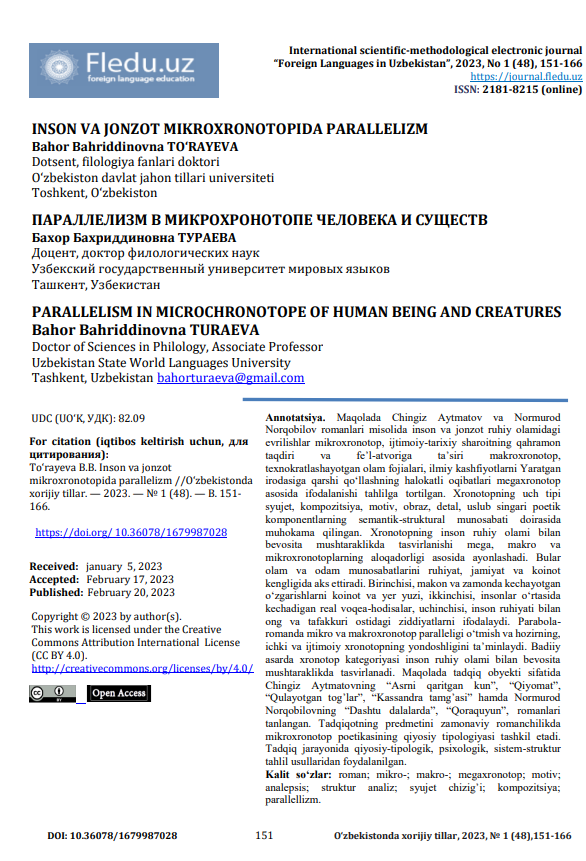 Fledu.uz
foreign language education
International scientific-methodological electronic journal
“Foreign Languages in Uzbekistan”, 2023, No 1 (48), 151-166
https://journal.fledu.uz
ISSN: 2181-8215 (online)
INSON VA JONZOT MIKROXRONOTOPIDA PARALLELIZM
Bahor Bahriddinovna TO‘RAYEVA
Dotsent, filologiya fanlari doktori
O‘zbekiston davlat jahon tillari universiteti
Toshkent, O‘zbekiston
ПАРАЛЛЕЛИЗМ В МИКРОХРОНОТОПЕ ЧЕЛОВЕКА И СУЩЕСТВ
Бахор Бахриддиновна ТУРАЕВА
Доцент, доктор филологических наук
Узбекский государственный университет мировых языков
Ташкент, Узбекистан
PARALLELISM IN MICROCHRONOTOPE OF HUMAN BEING AND CREATURES
Bahor Bahriddinovna TURAEVA
Doctor of Sciences in Philology, Associate Professor
Uzbekistan State World Languages University
Tashkent, Uzbekistan bahorturaeva@gmail.com
UDC (UO‘K, УДК): 82.09
For citation (iqtibos keltirish uchun, для
цитирования):
To‘rayeva B.B. Inson va jonzot
mikroxronotopida parallelizm //O‘zbekistonda
xorijiy tillar. — 2023. — № 1 (48). — B. 151-
166.
https://doi.org/ 10.36078/1679987028
Received: january 5, 2023
Accepted: February 17, 2023
Published: February 20, 2023
Copyright © 2023 by author(s).
This work is licensed under the Creative
Commons Attribution International License
(CC BY 4.0).
http://creativecommons.org/licenses/by/4.0/
cc BY Open Access
Annotatsiya. Maqolada Chingiz Aytmatov va Normurod
Norqobilov romanlari misolida inson va jonzot ruhiy olamidagi
evrilishlar mikroxronotop, ijtimoiy-tarixiy sharoitning qahramon
taqdiri va fe’l-atvoriga ta’siri makroxronotop,
texnokratlashayotgan olam fojialari, ilmiy kashfiyotlarni Yaratgan
irodasiga qarshi qo‘llashning halokatli oqibatlari megaxronotop
asosida ifodalanishi tahlilga tortilgan. Xronotopning uch tipi
syujet, kompozitsiya, motiv, obraz, detal, uslub singari poetik
komponentlarning semantik-struktural munosabati doirasida
muhokama qilingan. Xronotopning inson ruhiy olami bilan
bevosita mushtaraklikda tasvirlanishi mega, makro va
mikroxronotoplarning aloqadorligi asosida ayonlashadi. Bular
olam va odam munosabatlarini ruhiyat, jamiyat va koinot
kengligida aks ettiradi. Birinchisi, makon va zamonda kechayotgan
o‘zgarishlarni koinot va yer yuzi, ikkinchisi, insonlar o‘rtasida
kechadigan real voqea-hodisalar, uchinchisi, inson ruhiyati bilan
ong va tafakkuri ostidagi ziddiyatlarni ifodalaydi. Parabola-
romanda mikro va makroxronotop paralleligi o‘tmish va hozirning,
ichki va ijtimoiy xronotopning yondoshligini ta’minlaydi. Badiiy
asarda xronotop kategoriyasi inson ruhiy olami bilan bevosita
mushtaraklikda tasvirlanadi. Maqolada tadqiq obyekti sifatida
Chingiz Aytmatovning “Asrni qaritgan kun”, “Qiyomat”,
“Qulayotgan tog’lar”, “Kassandra tamg’asi” hamda Normurod
Norqobilovning “Dashtu dalalarda”, “Qoraquyun”, romanlari
tanlangan. Tadqiqotning predmetini zamonaviy romanchilikda
mikroxronotop poetikasining qiyosiy tipologiyasi tashkil etadi.
Tadqiq jarayonida qiyosiy-tipologik, psixologik, sistem-struktur
tahlil usullaridan foydalanilgan.
Kalit so‘zlar: roman; mikro-; makro-; megaxronotop; motiv;
analepsis; struktur analiz; syujet chizig’i; kompozitsiya;
parallelizm.
DOI: 10.36078/1679987028 151 O‘zbekistonda xorijiy tillar, 2023, № 1 (48),151-166